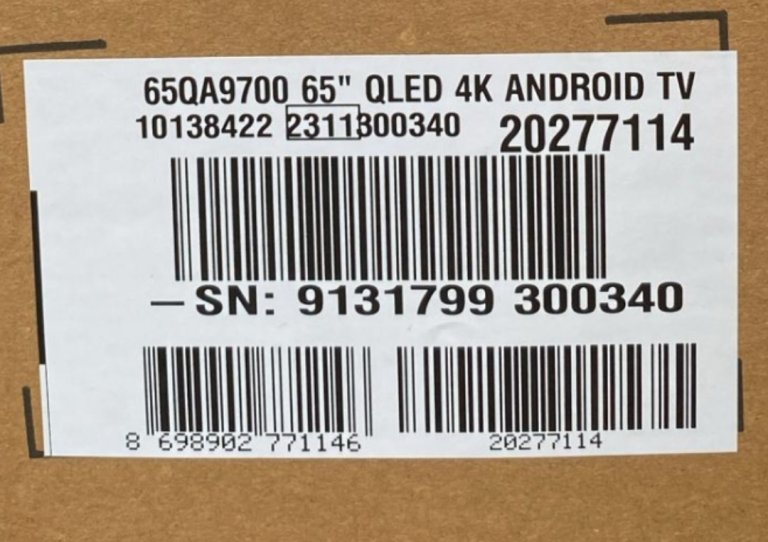 65QA9700 65" QLED 4K ANDROID TV
10138422 2311300340 20277114
–SN: 9131799 300340
8 698902 771146 20277114